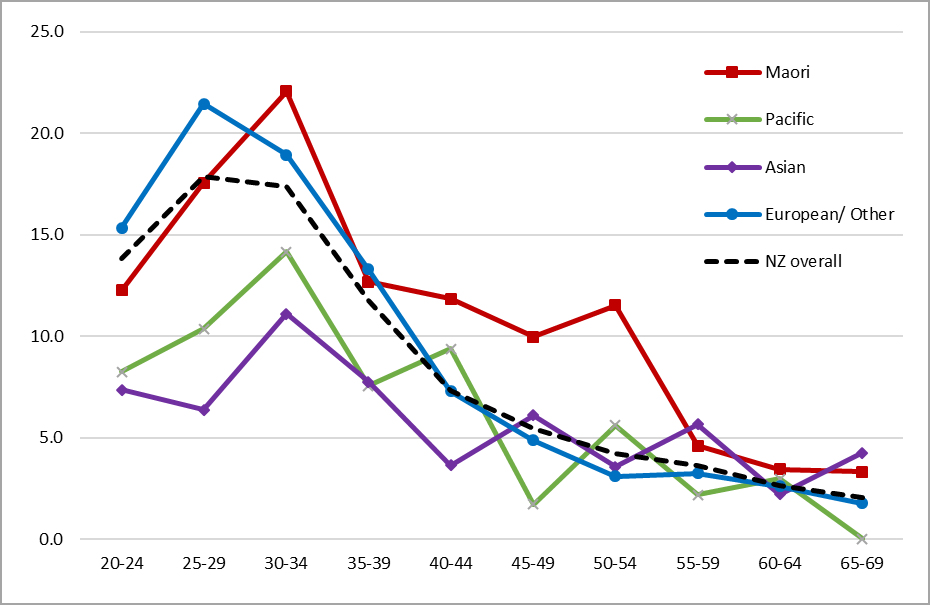 25.0
20.0
15.0
10.0
5.0
0.0
20-24 25-29 30-34 35-39 40-44 45-49 50-54 55-59 60-64 65-69
Maori
Pacific
Asian
European/ Other
NZ overall